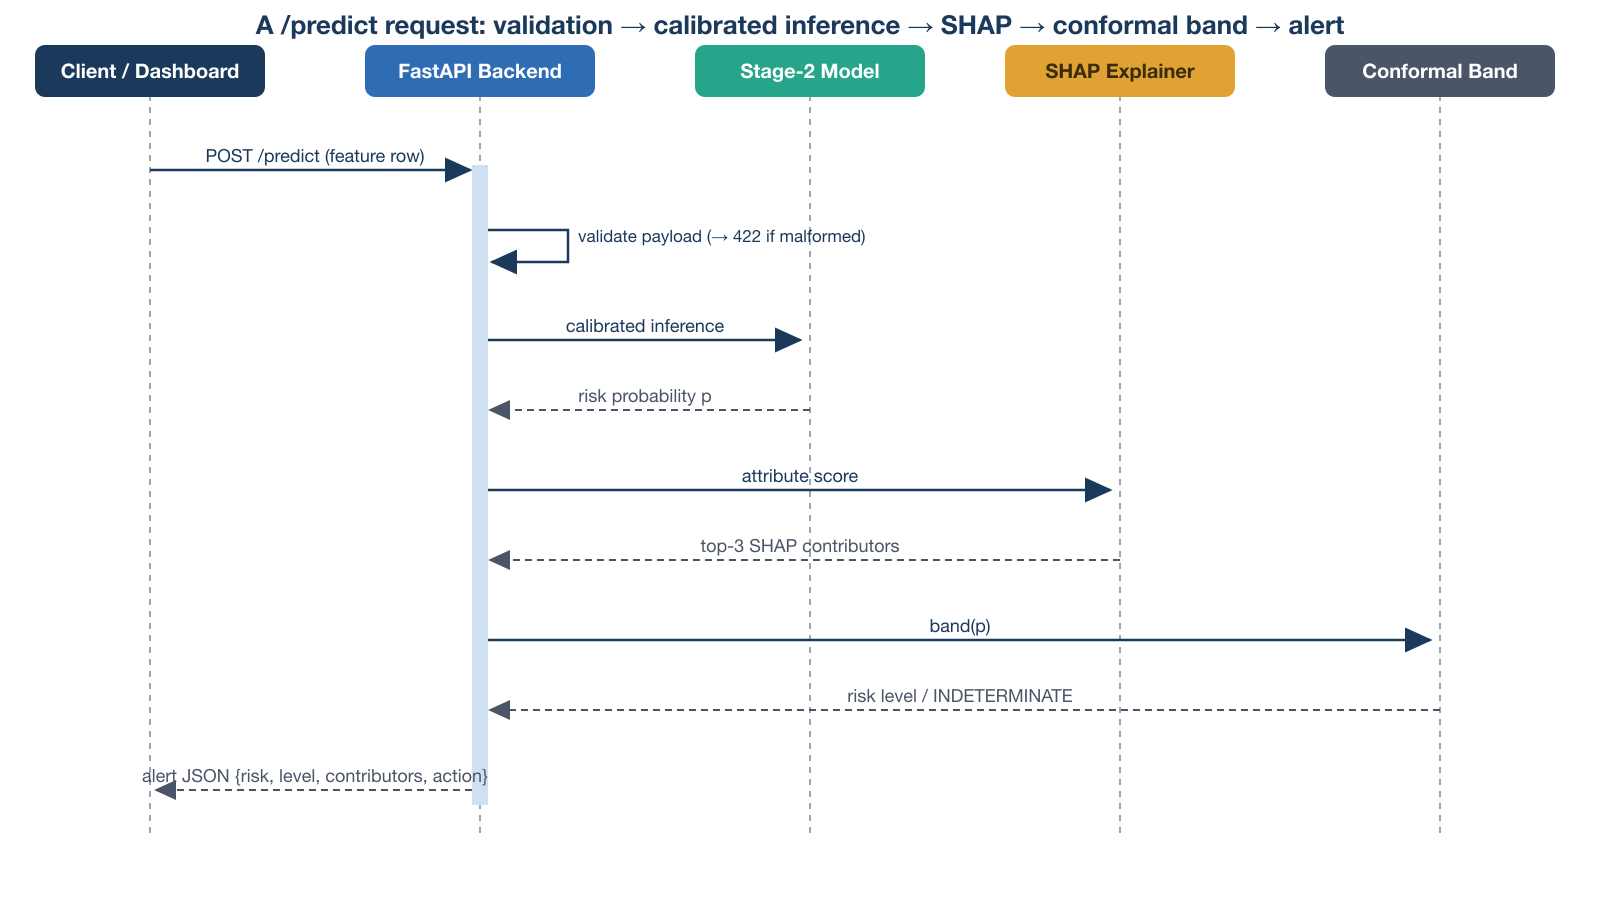 A /predict request: validation → calibrated inference → SHAP → conformal band → alert
Client / Dashboard
FastAPI Backend
Stage-2 Model
SHAP Explainer
Conformal Band
POST /predict (feature row)
validate payload (→ 422 if malformed)
calibrated inference
risk probability p
attribute score
top-3 SHAP contributors
band(p)
risk level / INDETERMINATE
alert JSON {risk, level, contributors, action}